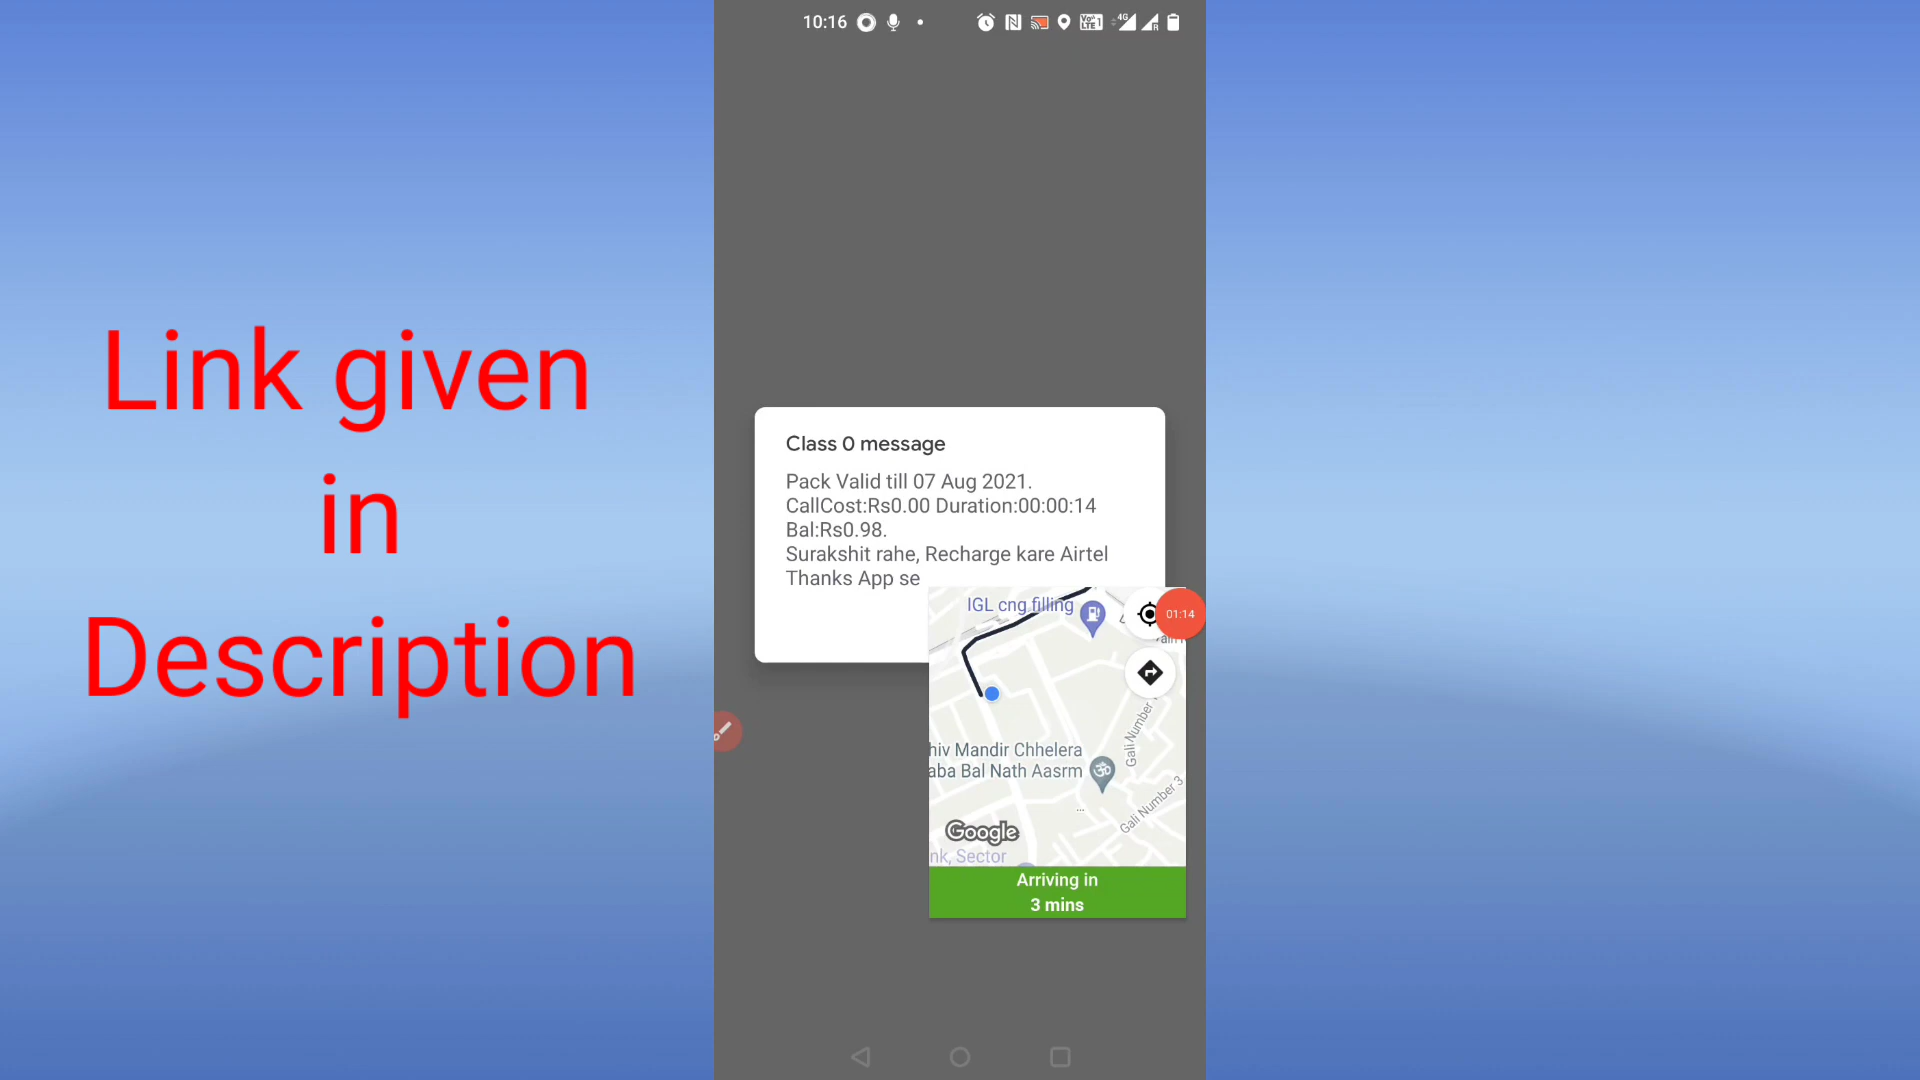 10:16
VoLTE 1
4G
R
Link given
in
Description
Class 0 message
Pack Valid till 07 Aug 2021.
CallCost:Rs0.00 Duration:00:00:14
Bal:Rs0.98.
Surakshit rahe, Recharge kare Airtel
Thanks App se
IGL cng filling
01:14
Gali Number
hiv Mandir Chhelera
aba Bal Nath Aasrm
...
Gali Number 3
Google
nk, Sector
Arriving in
3 mins